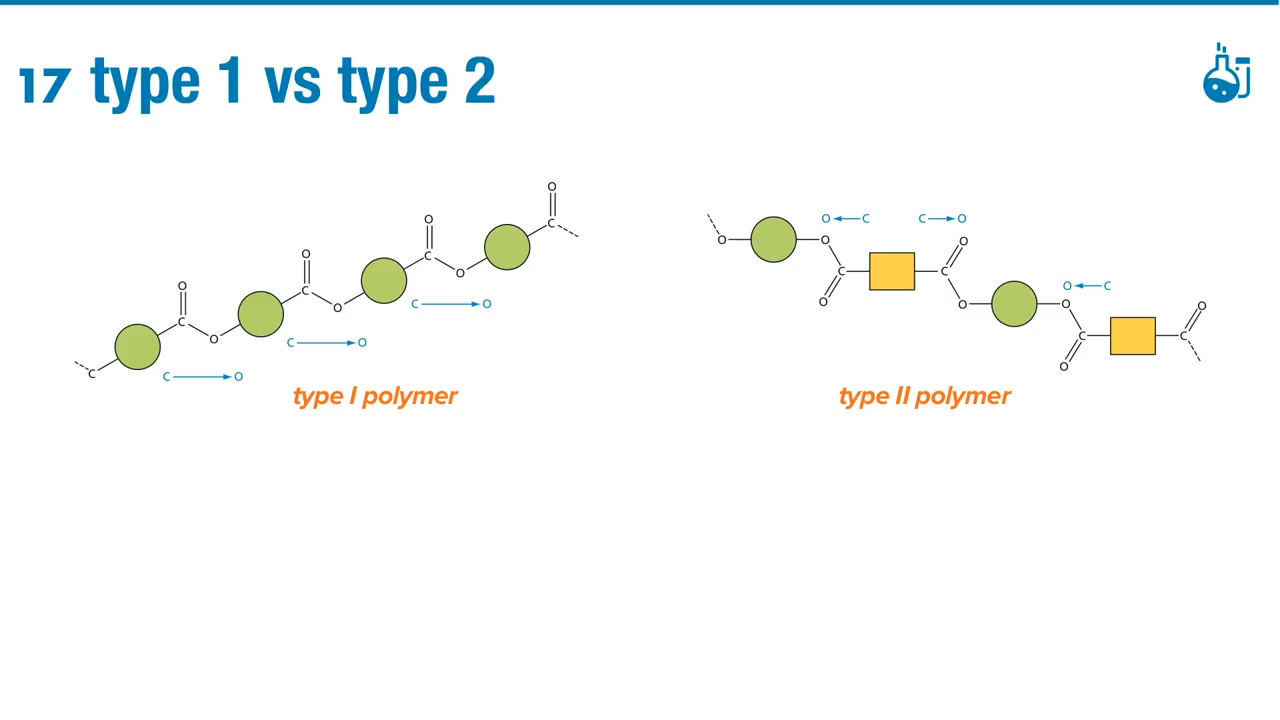 17 type 1 vs type 2
O
O
O
O
C
C
C
C
O
O
O
C
C → O
C → O
C → O
type I polymer
O ← C
C → O
O
O
O
C
C
O
O
O
O ← C
O
C
C
O
type II polymer